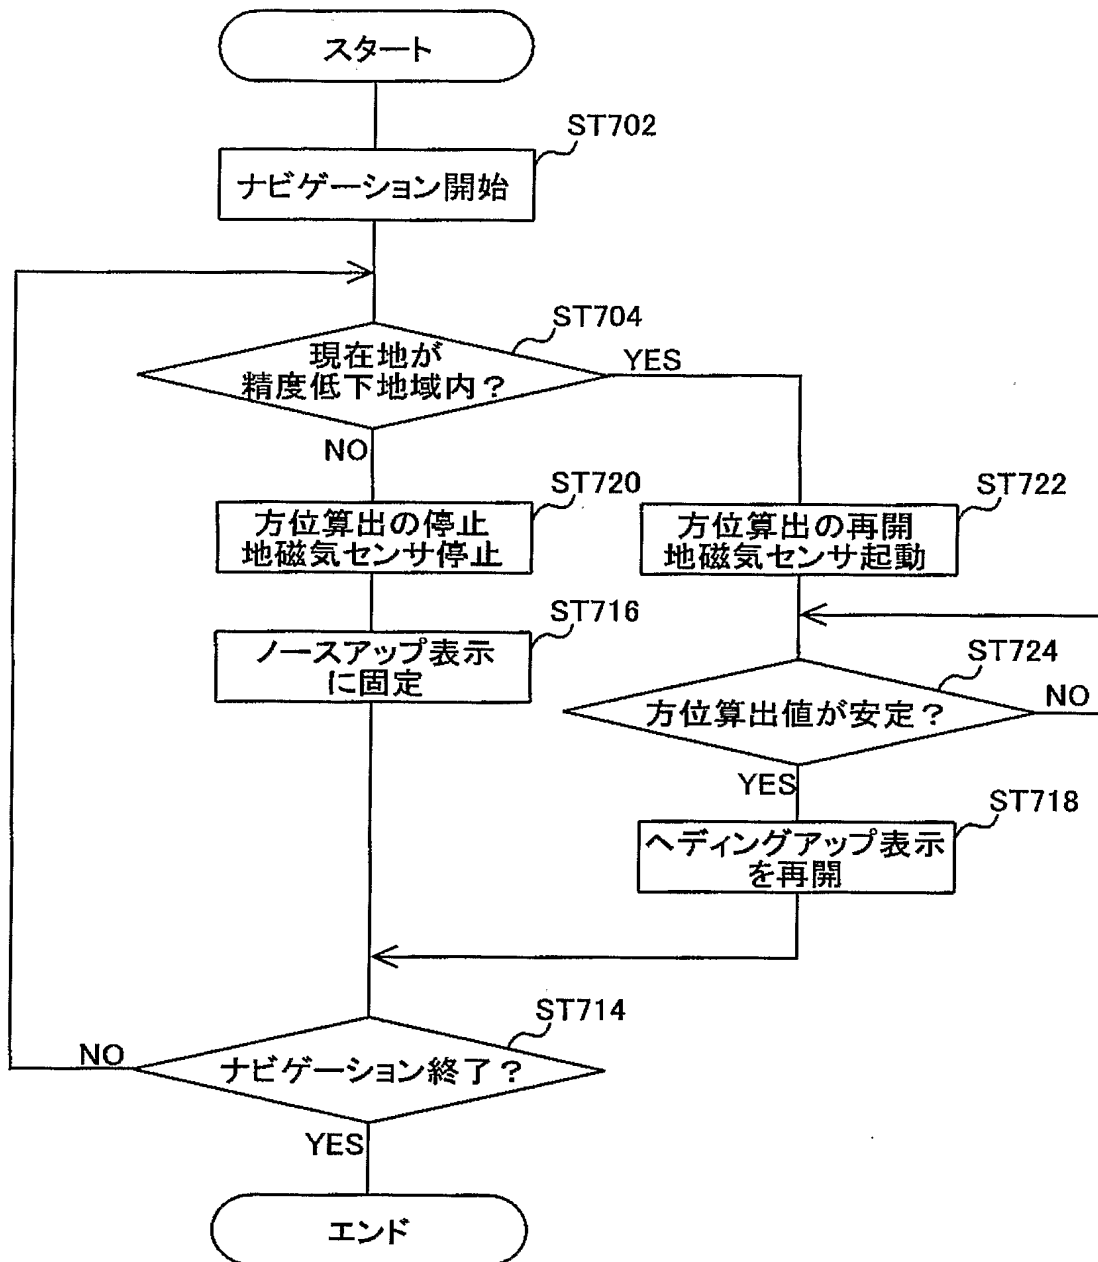 スタート
ST702
ナビゲーション開始
ST704
現在地が
精度低下地域内？
YES
NO
ST720
方位算出の停止
地磁気センサ停止
ST722
方位算出の再開
地磁気センサ起動
ST716
ノースアップ表示
に固定
ST724
方位算出値が安定？
NO
YES
ST718
ヘディングアップ表示
を再開
ST714
ナビゲーション終了？
NO
YES
エンド